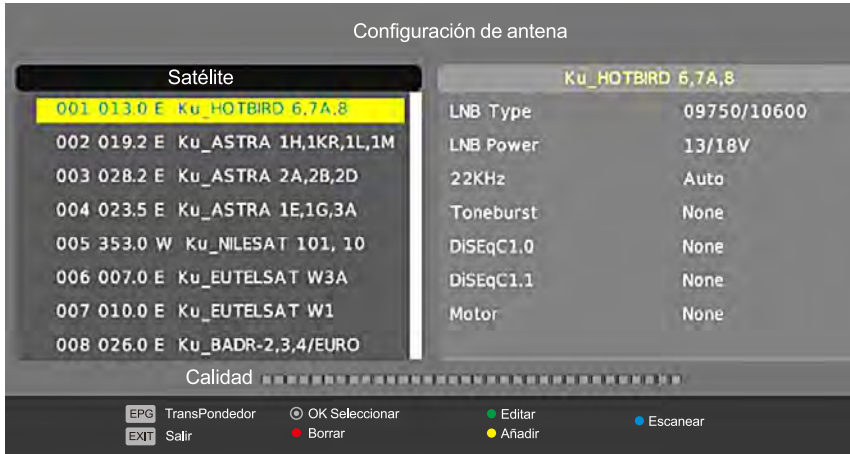 Configuración de antena
Satélite
001 013.0 E Ku_HOTBIRD 6,7A,8
002 019.2 E Ku_ASTRA 1H,1KR,1L,1M
003 028.2 E Ku_ASTRA 2A,2B,2D
004 023.5 E Ku_ASTRA 1E,1G,3A
005 353.0 W Ku_NILESAT 101, 10
006 007.0 E Ku_EUTELSAT W3A
007 010.0 E Ku_EUTELSAT W1
008 026.0 E Ku_BADR-2,3,4/EURO
Ku_HOTBIRD 6,7A,8
LNB Type 09750/10600
LNB Power 13/18V
22KHz Auto
Toneburst None
DiSEqC1.0 None
DiSEqC1.1 None
Motor None
Calidad
EPG TransPondedor OK Seleccionar Editar Escanear
EXIT Salir Borrar Añadir